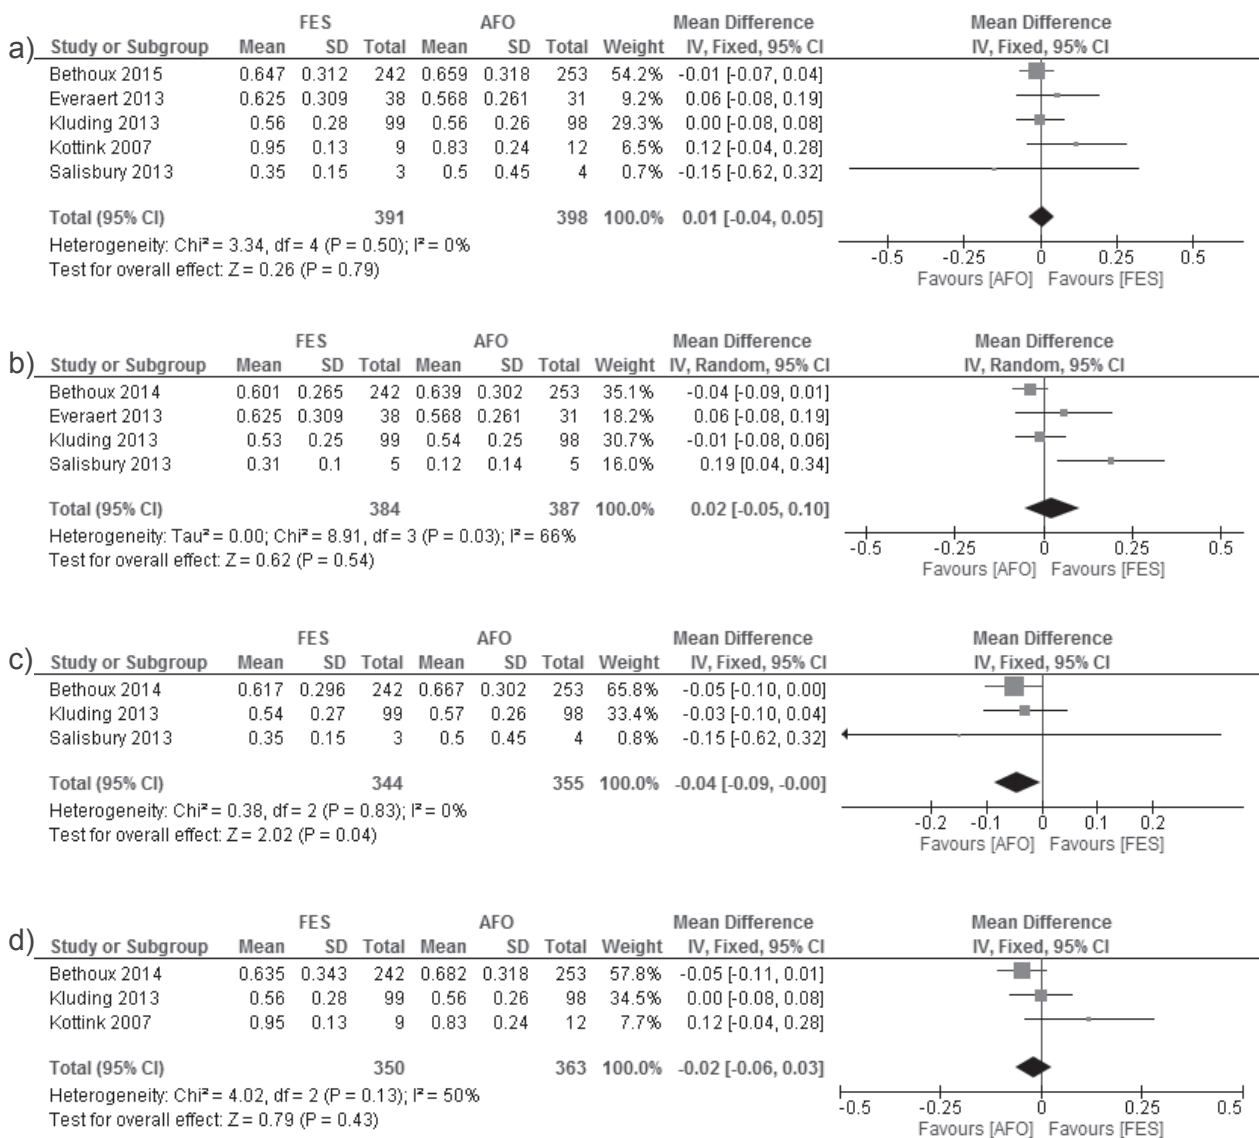 FES AFO Mean Difference Mean Difference
a) Study or Subgroup Mean SD Total Mean SD Total Weight IV, Fixed, 95% CI IV, Fixed, 95% CI
Bethoux 2015 0.647 0.312 242 0.659 0.318 253 54.2% -0.01 [-0.07, 0.04]
Everaert 2013 0.625 0.309 38 0.568 0.261 31 9.2% 0.06 [-0.08, 0.19]
Kluding 2013 0.56 0.28 99 0.56 0.26 98 29.3% 0.00 [-0.08, 0.08]
Kottink 2007 0.95 0.13 9 0.83 0.24 12 6.5% 0.12 [-0.04, 0.28]
Salisbury 2013 0.35 0.15 3 0.5 0.45 4 0.7% -0.15 [-0.62, 0.32]
Total (95% CI) 391 398 100.0% 0.01 [-0.04, 0.05]
Heterogeneity: Chi² = 3.34, df = 4 (P = 0.50); I² = 0%
Test for overall effect: Z = 0.26 (P = 0.79)
-0.5 -0.25 0 0.25 0.5
Favours [AFO] Favours [FES]
FES AFO Mean Difference Mean Difference
b) Study or Subgroup Mean SD Total Mean SD Total Weight IV, Random, 95% CI IV, Random, 95% CI
Bethoux 2014 0.601 0.265 242 0.639 0.302 253 35.1% -0.04 [-0.09, 0.01]
Everaert 2013 0.625 0.309 38 0.568 0.261 31 18.2% 0.06 [-0.08, 0.19]
Kluding 2013 0.53 0.25 99 0.54 0.25 98 30.7% -0.01 [-0.08, 0.06]
Salisbury 2013 0.31 0.1 5 0.12 0.14 5 16.0% 0.19 [0.04, 0.34]
Total (95% CI) 384 387 100.0% 0.02 [-0.05, 0.10]
Heterogeneity: Tau² = 0.00; Chi² = 8.91, df = 3 (P = 0.03); I² = 66%
Test for overall effect: Z = 0.62 (P = 0.54)
-0.5 -0.25 0 0.25 0.5
Favours [AFO] Favours [FES]
FES AFO Mean Difference Mean Difference
c) Study or Subgroup Mean SD Total Mean SD Total Weight IV, Fixed, 95% CI IV, Fixed, 95% CI
Bethoux 2014 0.617 0.296 242 0.667 0.302 253 65.8% -0.05 [-0.10, 0.00]
Kluding 2013 0.54 0.27 99 0.57 0.26 98 33.4% -0.03 [-0.10, 0.04]
Salisbury 2013 0.35 0.15 3 0.5 0.45 4 0.8% -0.15 [-0.62, 0.32]
Total (95% CI) 344 355 100.0% -0.04 [-0.09, -0.00]
Heterogeneity: Chi² = 0.38, df = 2 (P = 0.83); I² = 0%
Test for overall effect: Z = 2.02 (P = 0.04)
-0.2 -0.1 0 0.1 0.2
Favours [AFO] Favours [FES]
FES AFO Mean Difference Mean Difference
d) Study or Subgroup Mean SD Total Mean SD Total Weight IV, Fixed, 95% CI IV, Fixed, 95% CI
Bethoux 2014 0.635 0.343 242 0.682 0.318 253 57.8% -0.05 [-0.11, 0.01]
Kluding 2013 0.56 0.28 99 0.56 0.26 98 34.5% 0.00 [-0.08, 0.08]
Kottink 2007 0.95 0.13 9 0.83 0.24 12 7.7% 0.12 [-0.04, 0.28]
Total (95% CI) 350 363 100.0% -0.02 [-0.06, 0.03]
Heterogeneity: Chi² = 4.02, df = 2 (P = 0.13); I² = 50%
Test for overall effect: Z = 0.79 (P = 0.43)
-0.5 -0.25 0 0.25 0.5
Favours [AFO] Favours [FES]